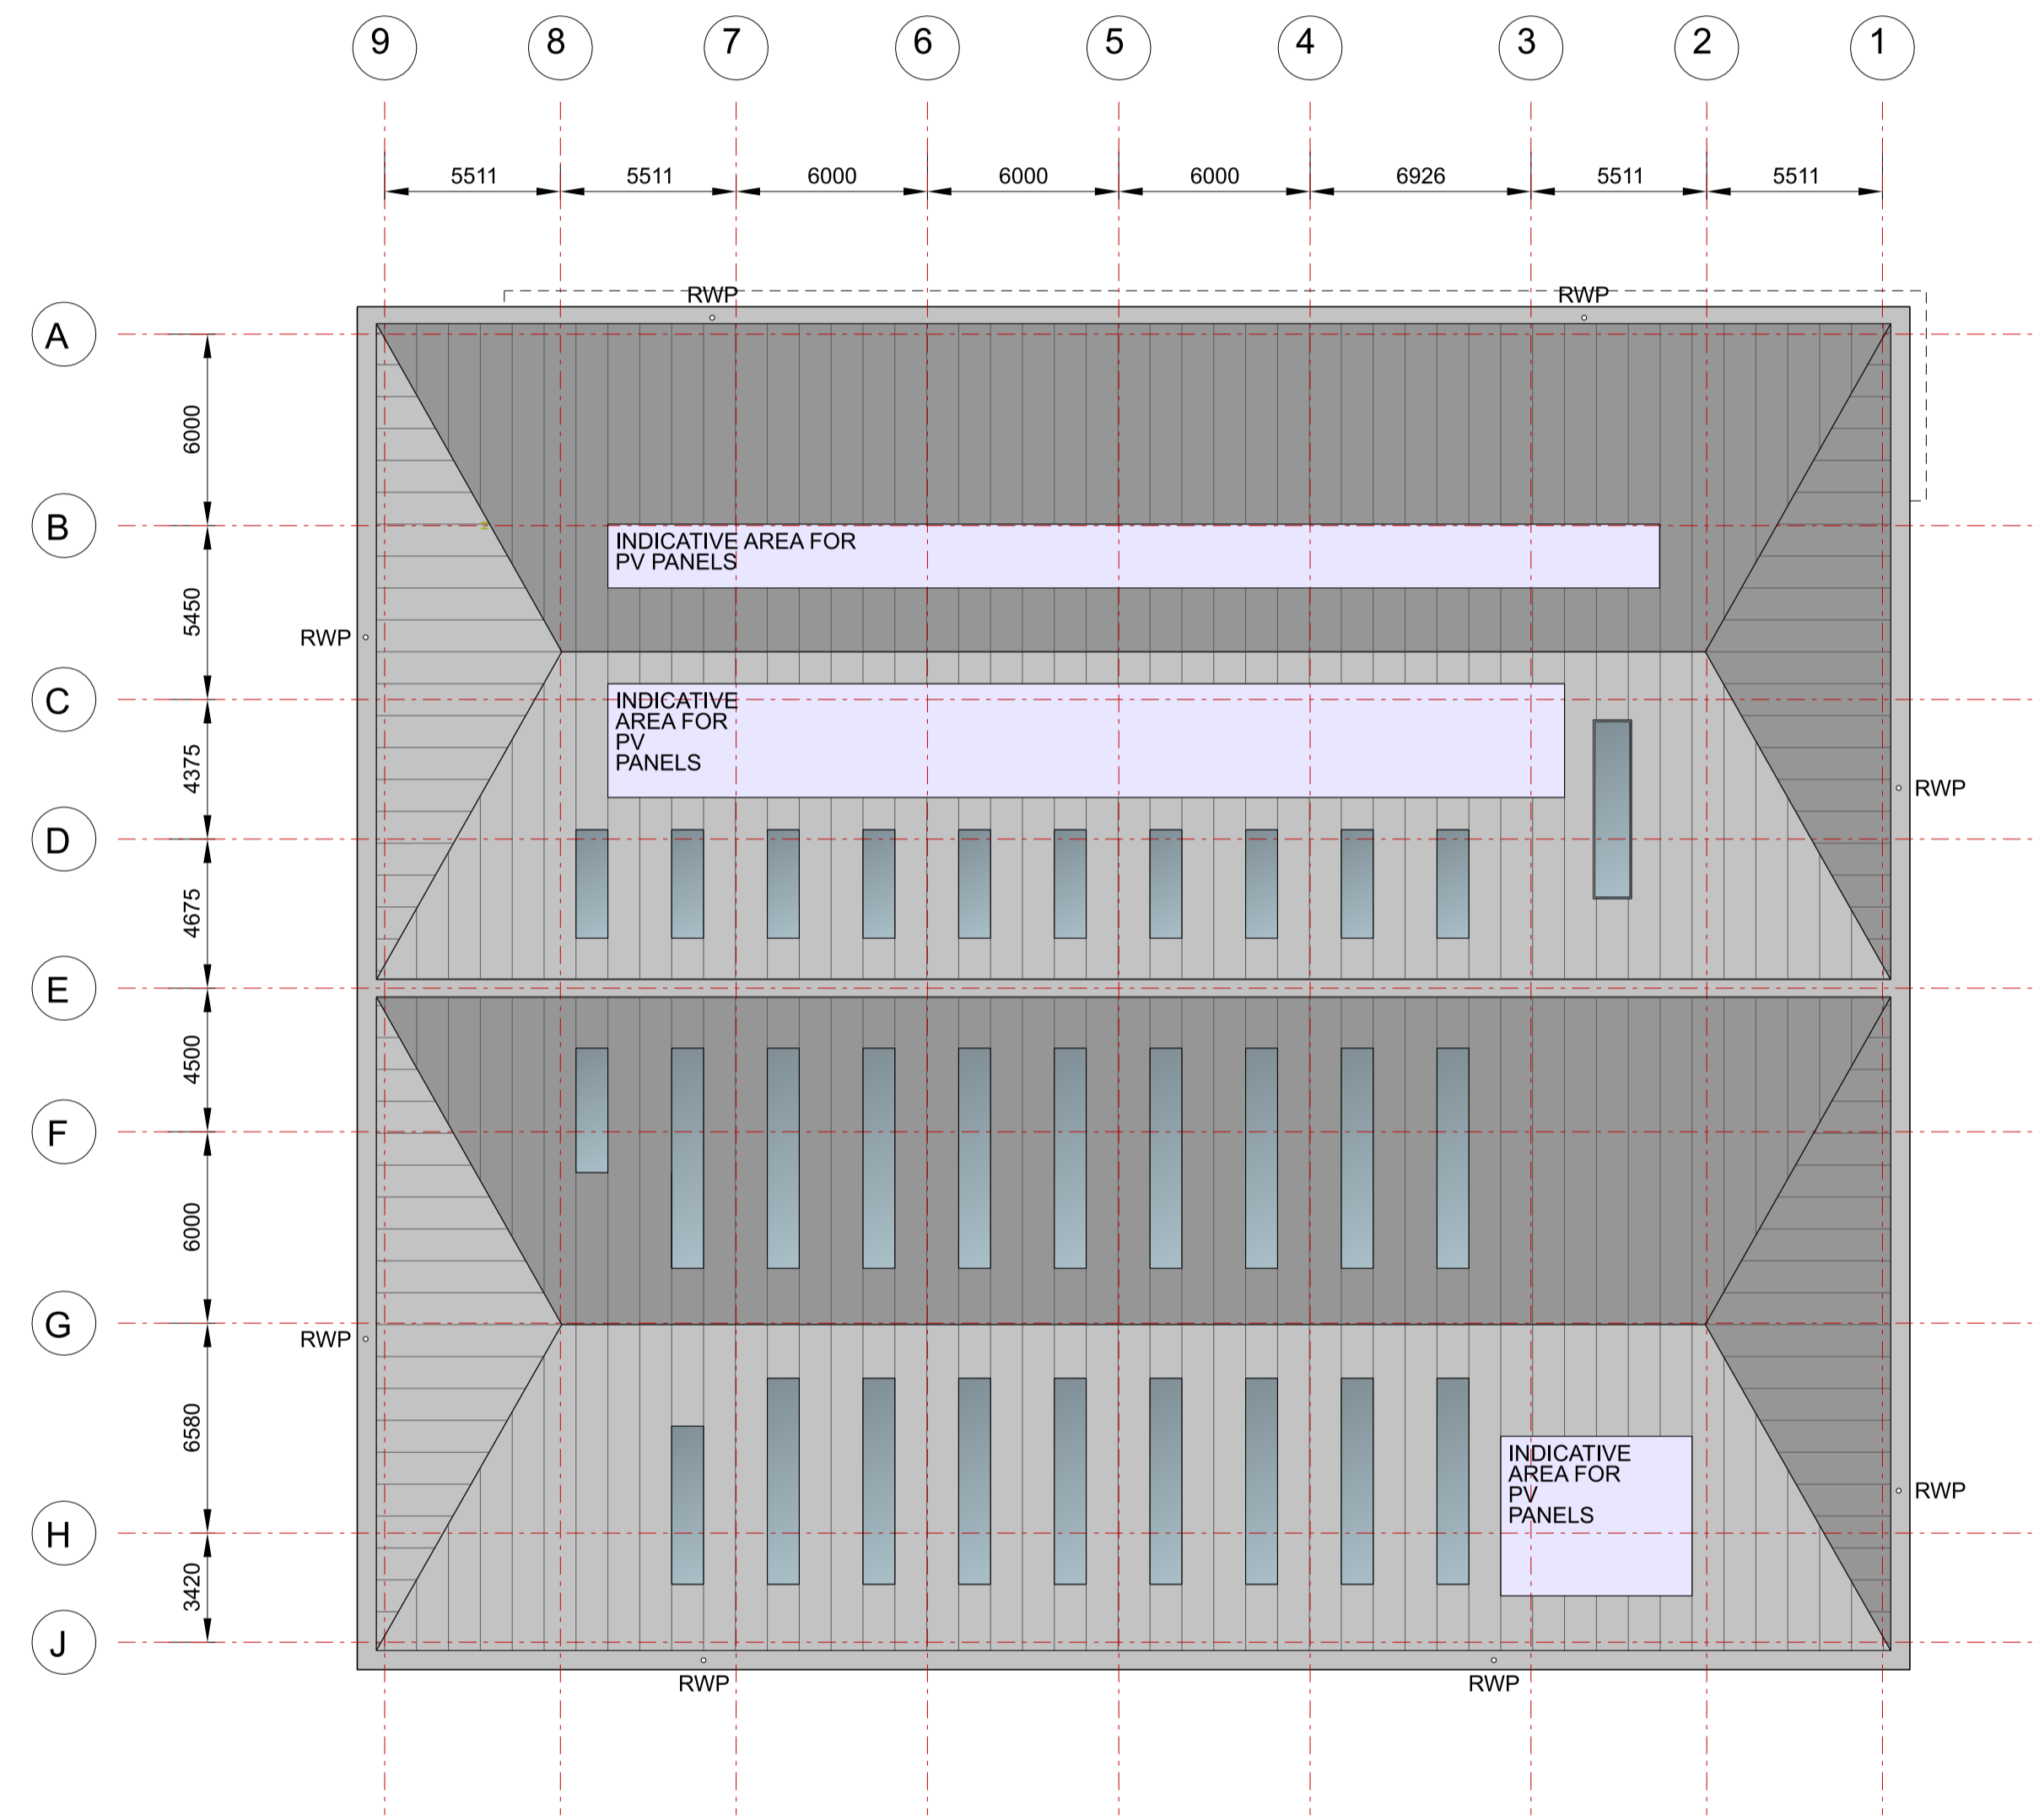 9 8 7 6 5 4 3 2 1
5511 5511 6000 6000 6000 6926 5511 5511
RWP RWP
A
6000
B
INDICATIVE AREA FOR
PV PANELS
5450
RWP
C
INDICATIVE
AREA FOR
PV
PANELS
4375
RWP
D
4675
E
4500
F
6000
G
RWP
6580
INDICATIVE
AREA FOR
PV
PANELS
RWP
H
3420
J
RWP RWP